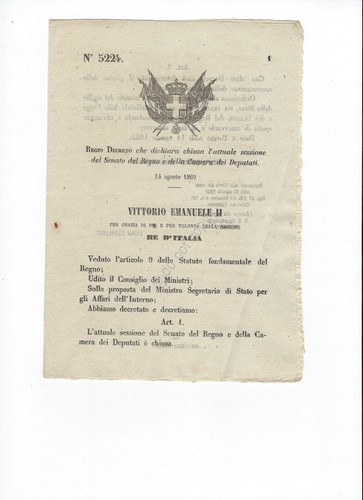 N° 5224.
1
REGIO DECRETO che dichiara chiusa l'attuale sessione
del Senato del Regno e della Camera dei Deputati.
14 agosto 1869
VITTORIO EMANUELE II
PER GRAZIA DI DIO E PER VOLONTÀ DELLA NAZIONE
RE D'ITALIA
Veduto l'articolo 9 dello Statuto fondamentale del
Regno;
Udito il Consiglio dei Ministri;
Sulla proposta del Ministro Segretario di Stato per
gli Affari dell'Interno;
Abbiamo decretato e decretiamo:
Art. 1.
L'attuale sessione del Senato del Regno e della Ca-
mera dei Deputati è chiusa.